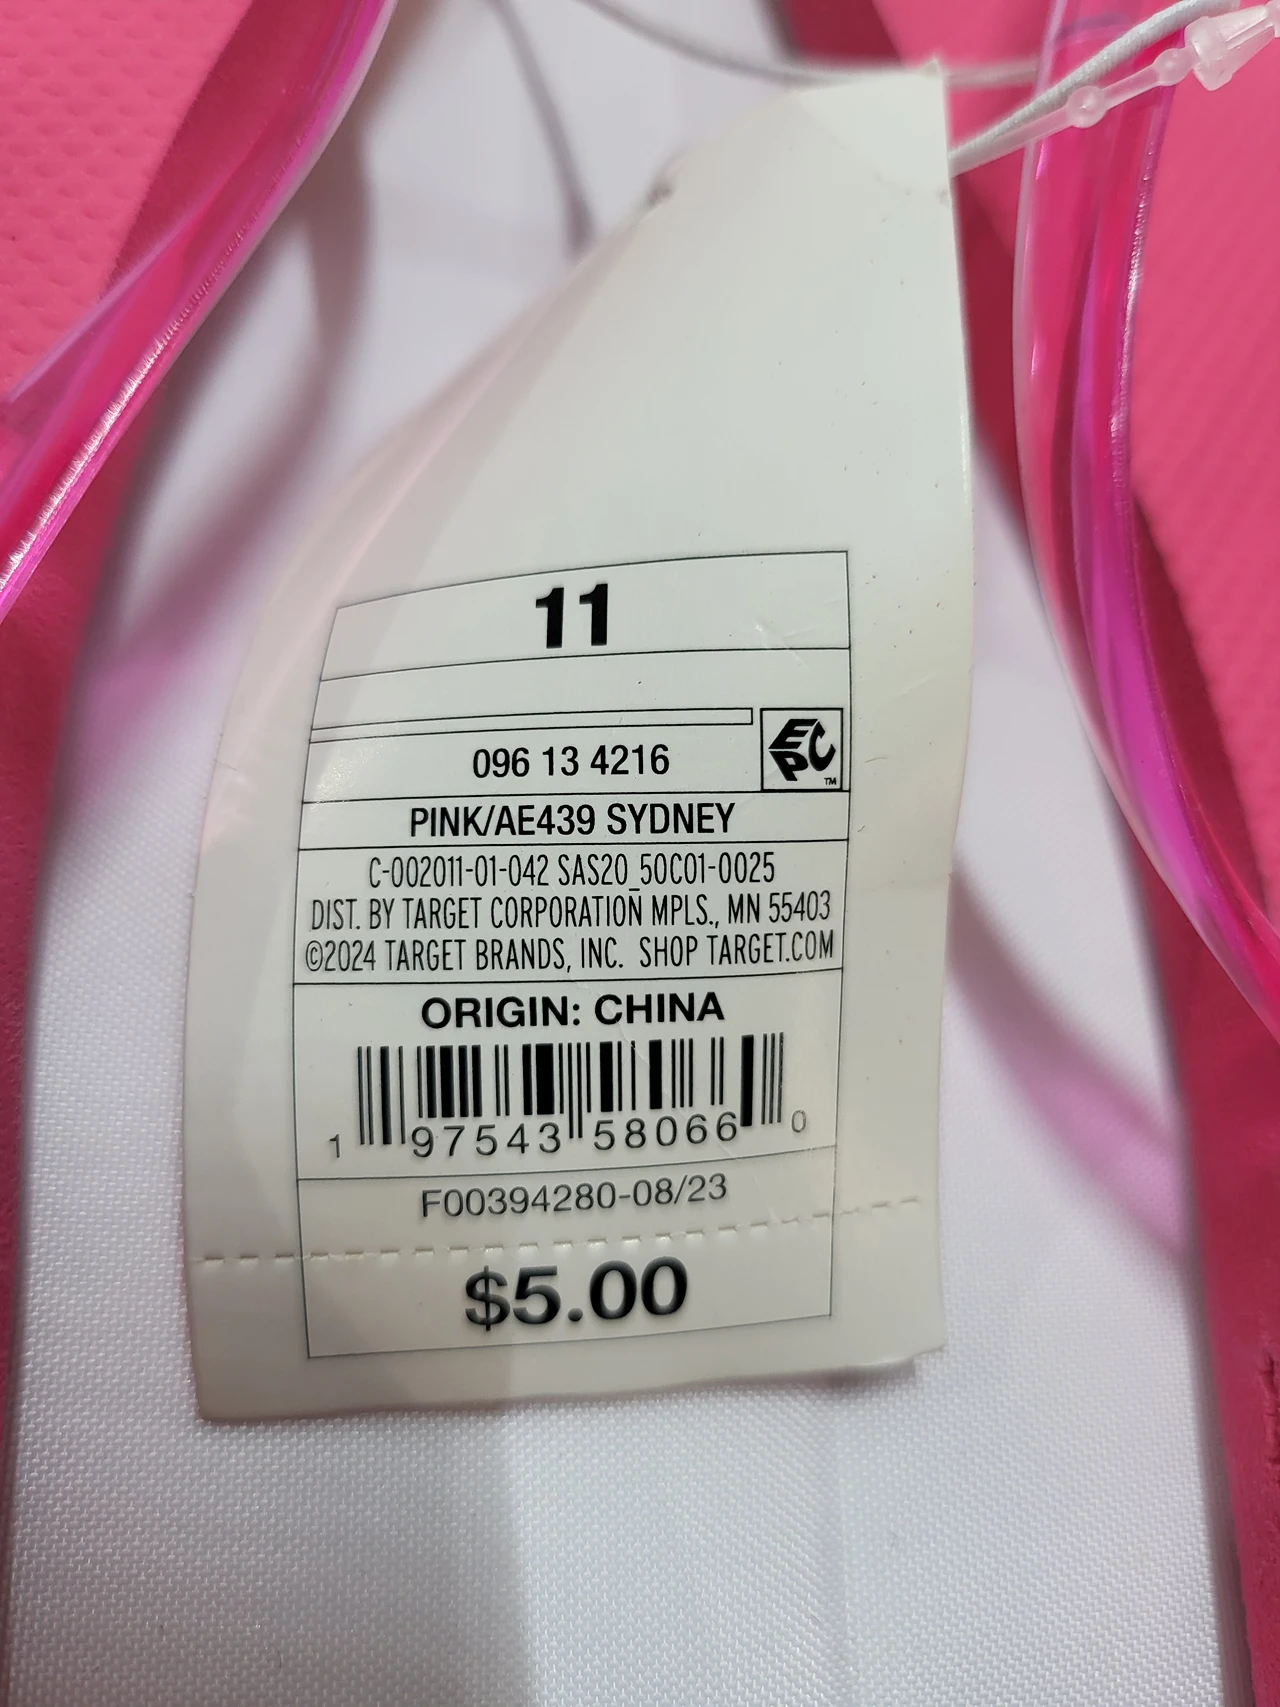 11
096 13 4216
EPC
™
PINK/AE439 SYDNEY
C-002011-01-042 SAS20_50C01-0025
DIST. BY TARGET CORPORATION MPLS., MN 55403
©2024 TARGET BRANDS, INC. SHOP TARGET.COM
ORIGIN: CHINA
1 97543 58066 0
F00394280-08/23
$5.00